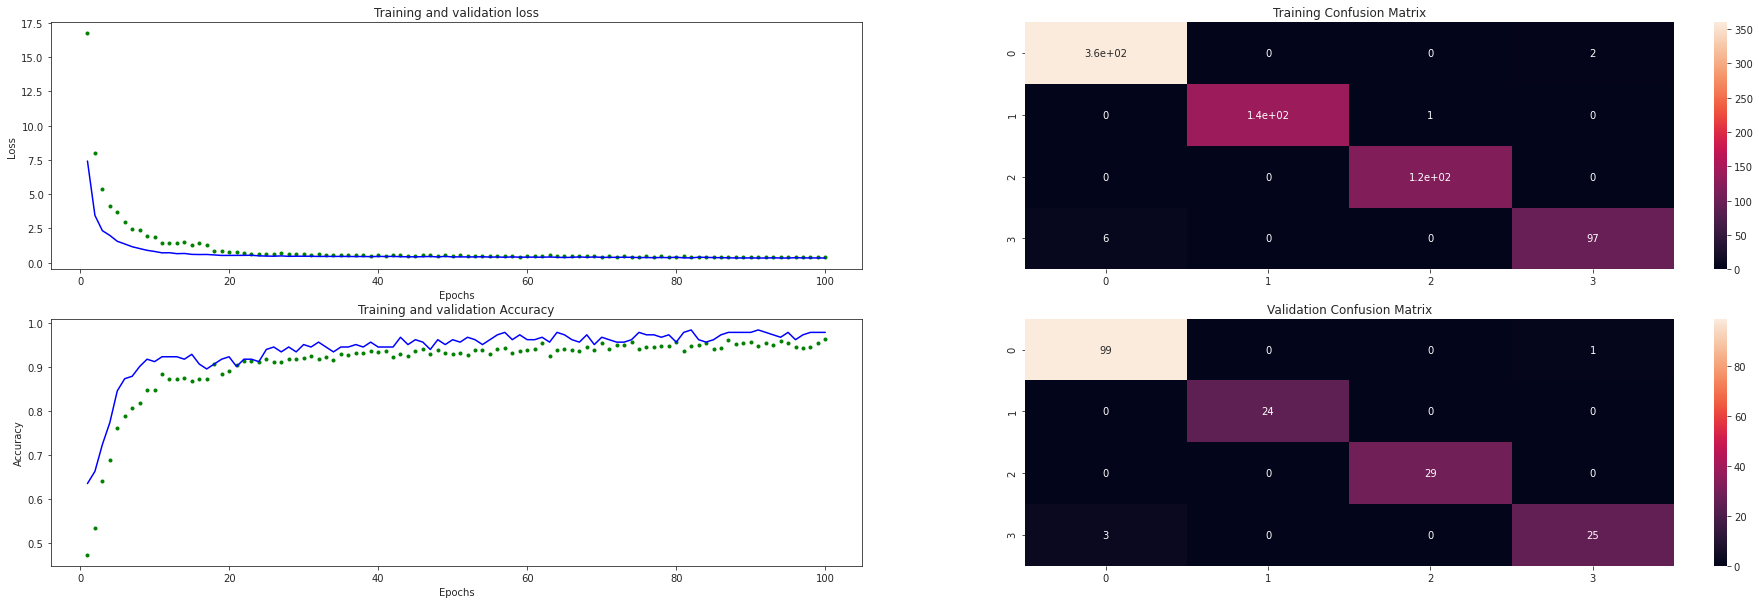 Training and validation loss
17.5
15.0
12.5
10.0
7.5
5.0
2.5
0.0
Loss
0 20 40 60 80 100
Epochs
Training Confusion Matrix
0 3.6e+02 0 0 2
1 0 1.4e+02 1 0
2 0 0 1.2e+02 0
3 6 0 0 97
0 1 2 3
350
300
250
200
150
100
50
0
Training and validation Accuracy
1.0
0.9
0.8
0.7
0.6
0.5
Accuracy
0 20 40 60 80 100
Epochs
Validation Confusion Matrix
0 99 0 0 1
1 0 24 0 0
2 0 0 29 0
3 3 0 0 25
0 1 2 3
80
60
40
20
0